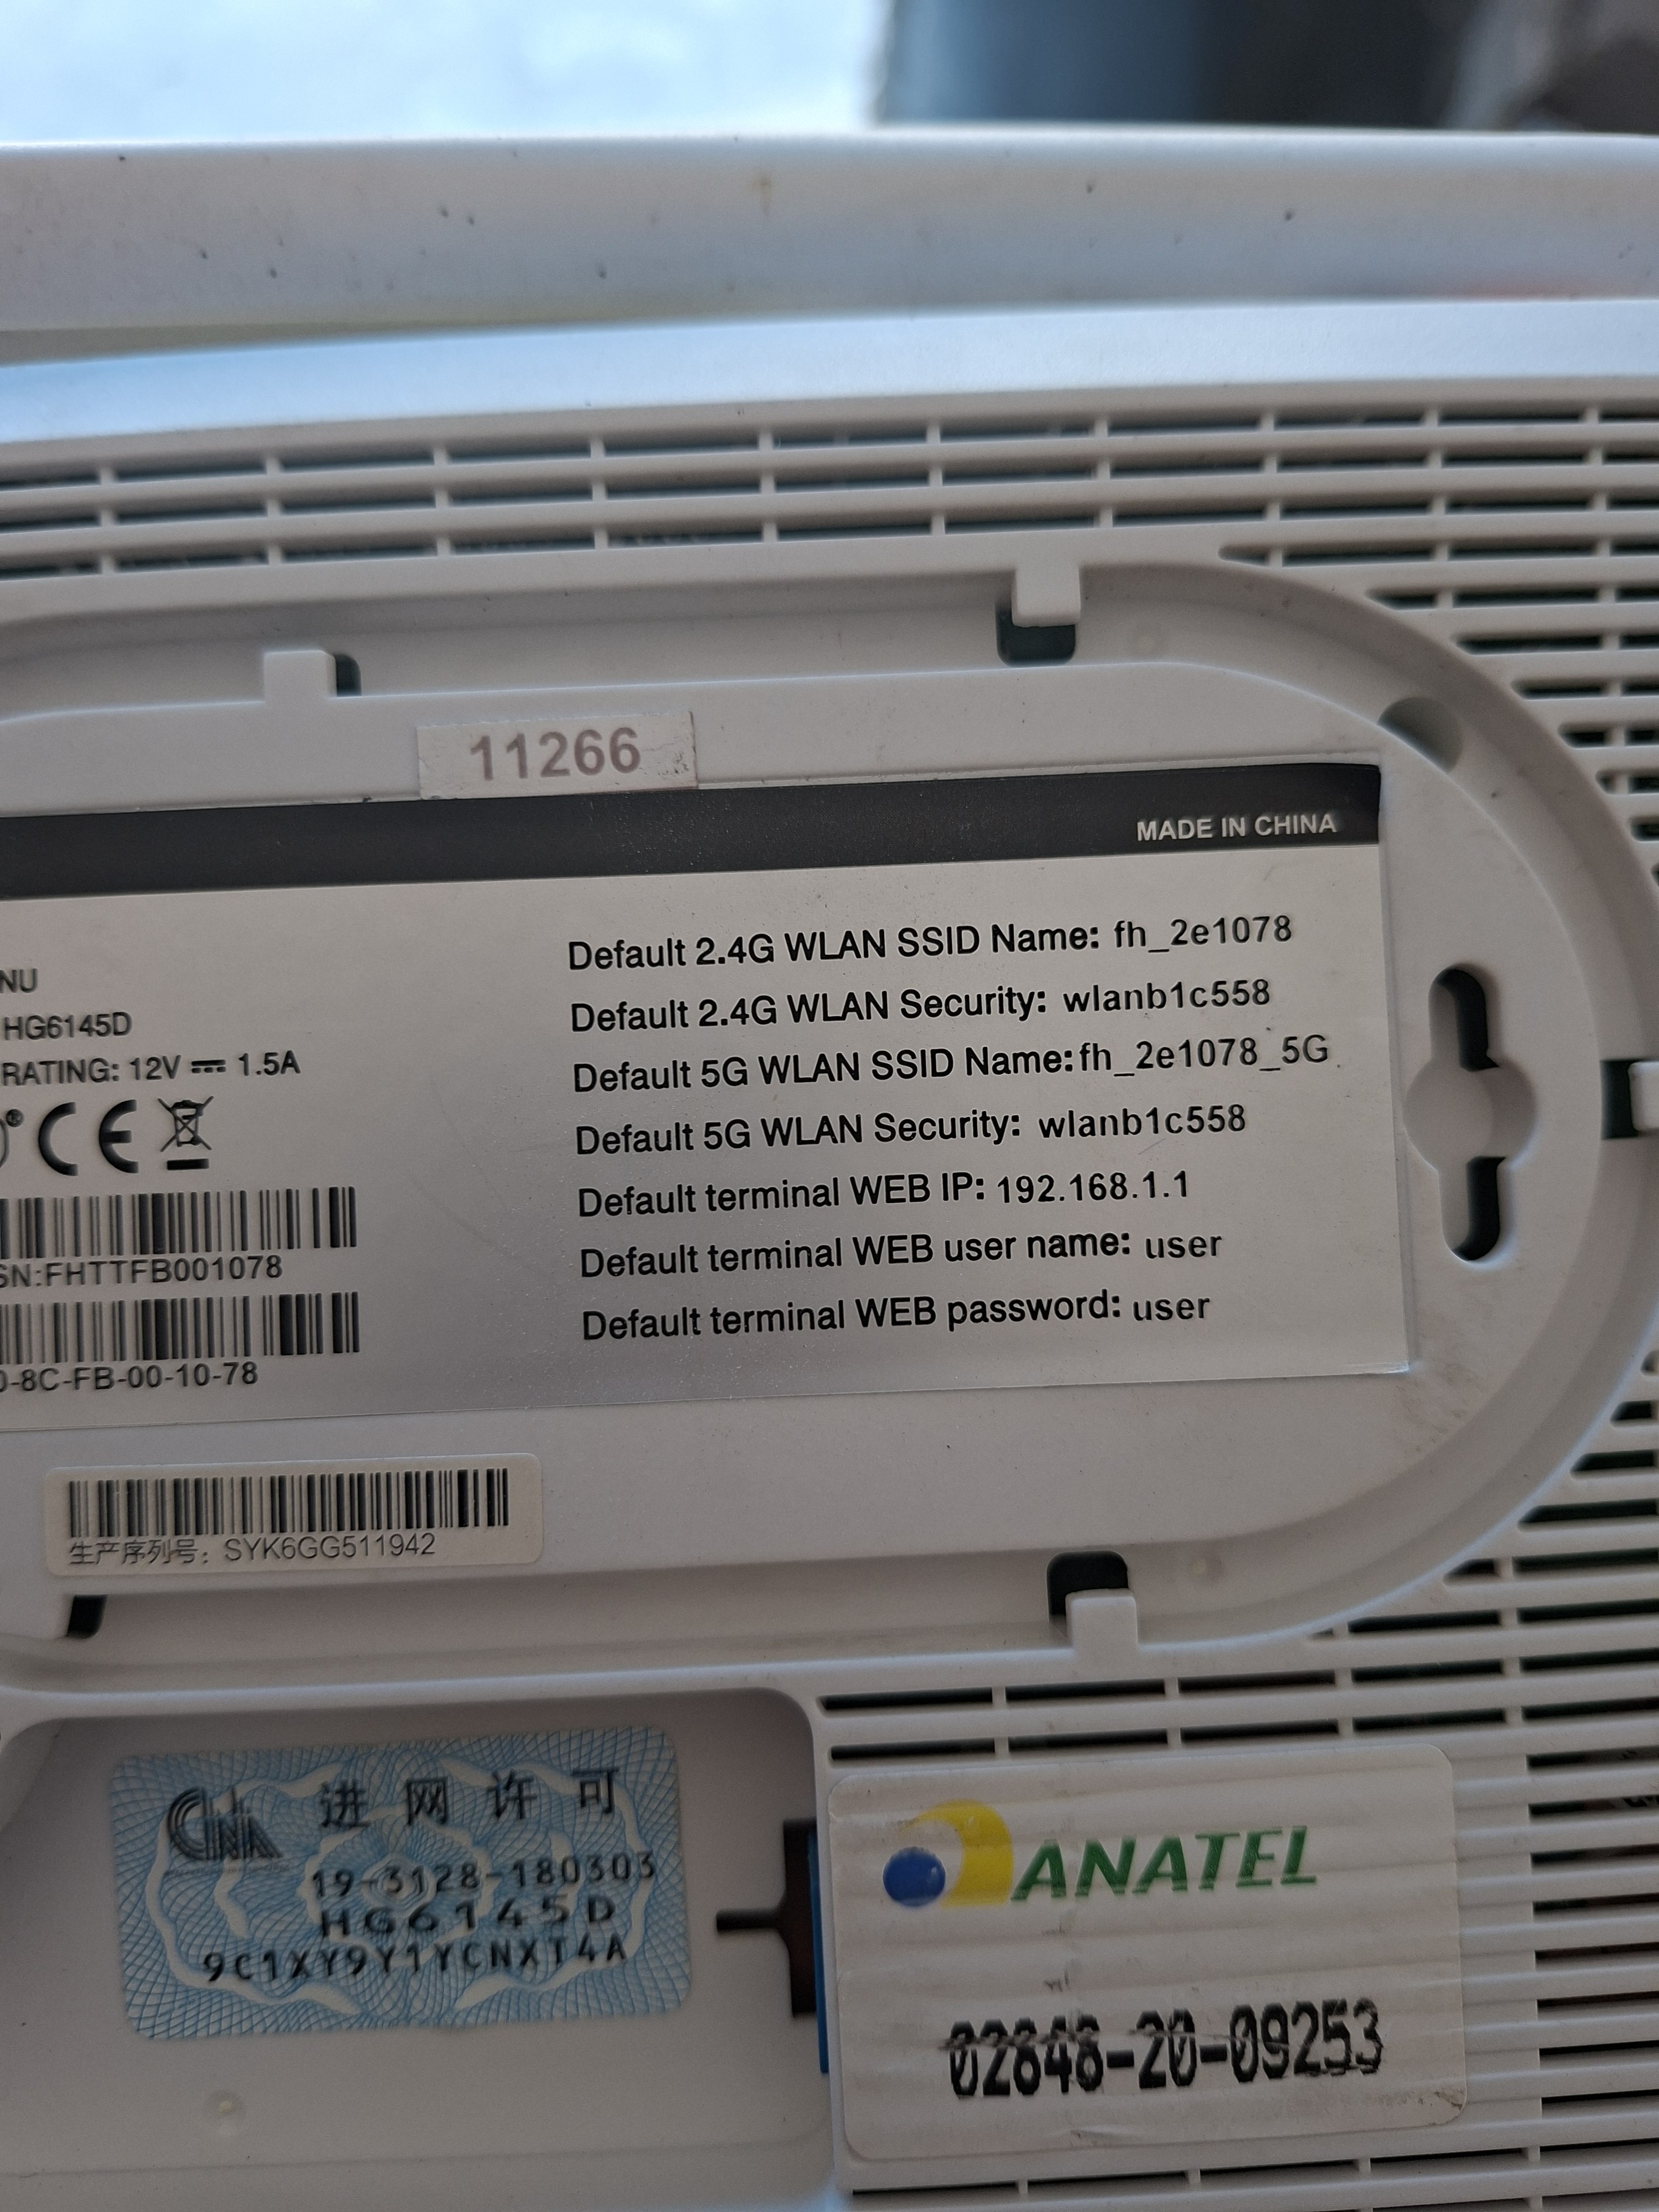 11266
MADE IN CHINA
NU
HG6145D
RATING: 12V ⎓ 1.5A
CE
SN:FHTTFB001078
-8C-FB-00-10-78
Default 2.4G WLAN SSID Name: fh_2e1078
Default 2.4G WLAN Security: wlanb1c558
Default 5G WLAN SSID Name:fh_2e1078_5G
Default 5G WLAN Security: wlanb1c558
Default terminal WEB IP: 192.168.1.1
Default terminal WEB user name: user
Default terminal WEB password: user
生产序列号: SYK6GG511942
CNA 进网许可
19-3128-180303
HG6145D
9C1XY9Y1YCNXT4A
ANATEL
02848-20-09253